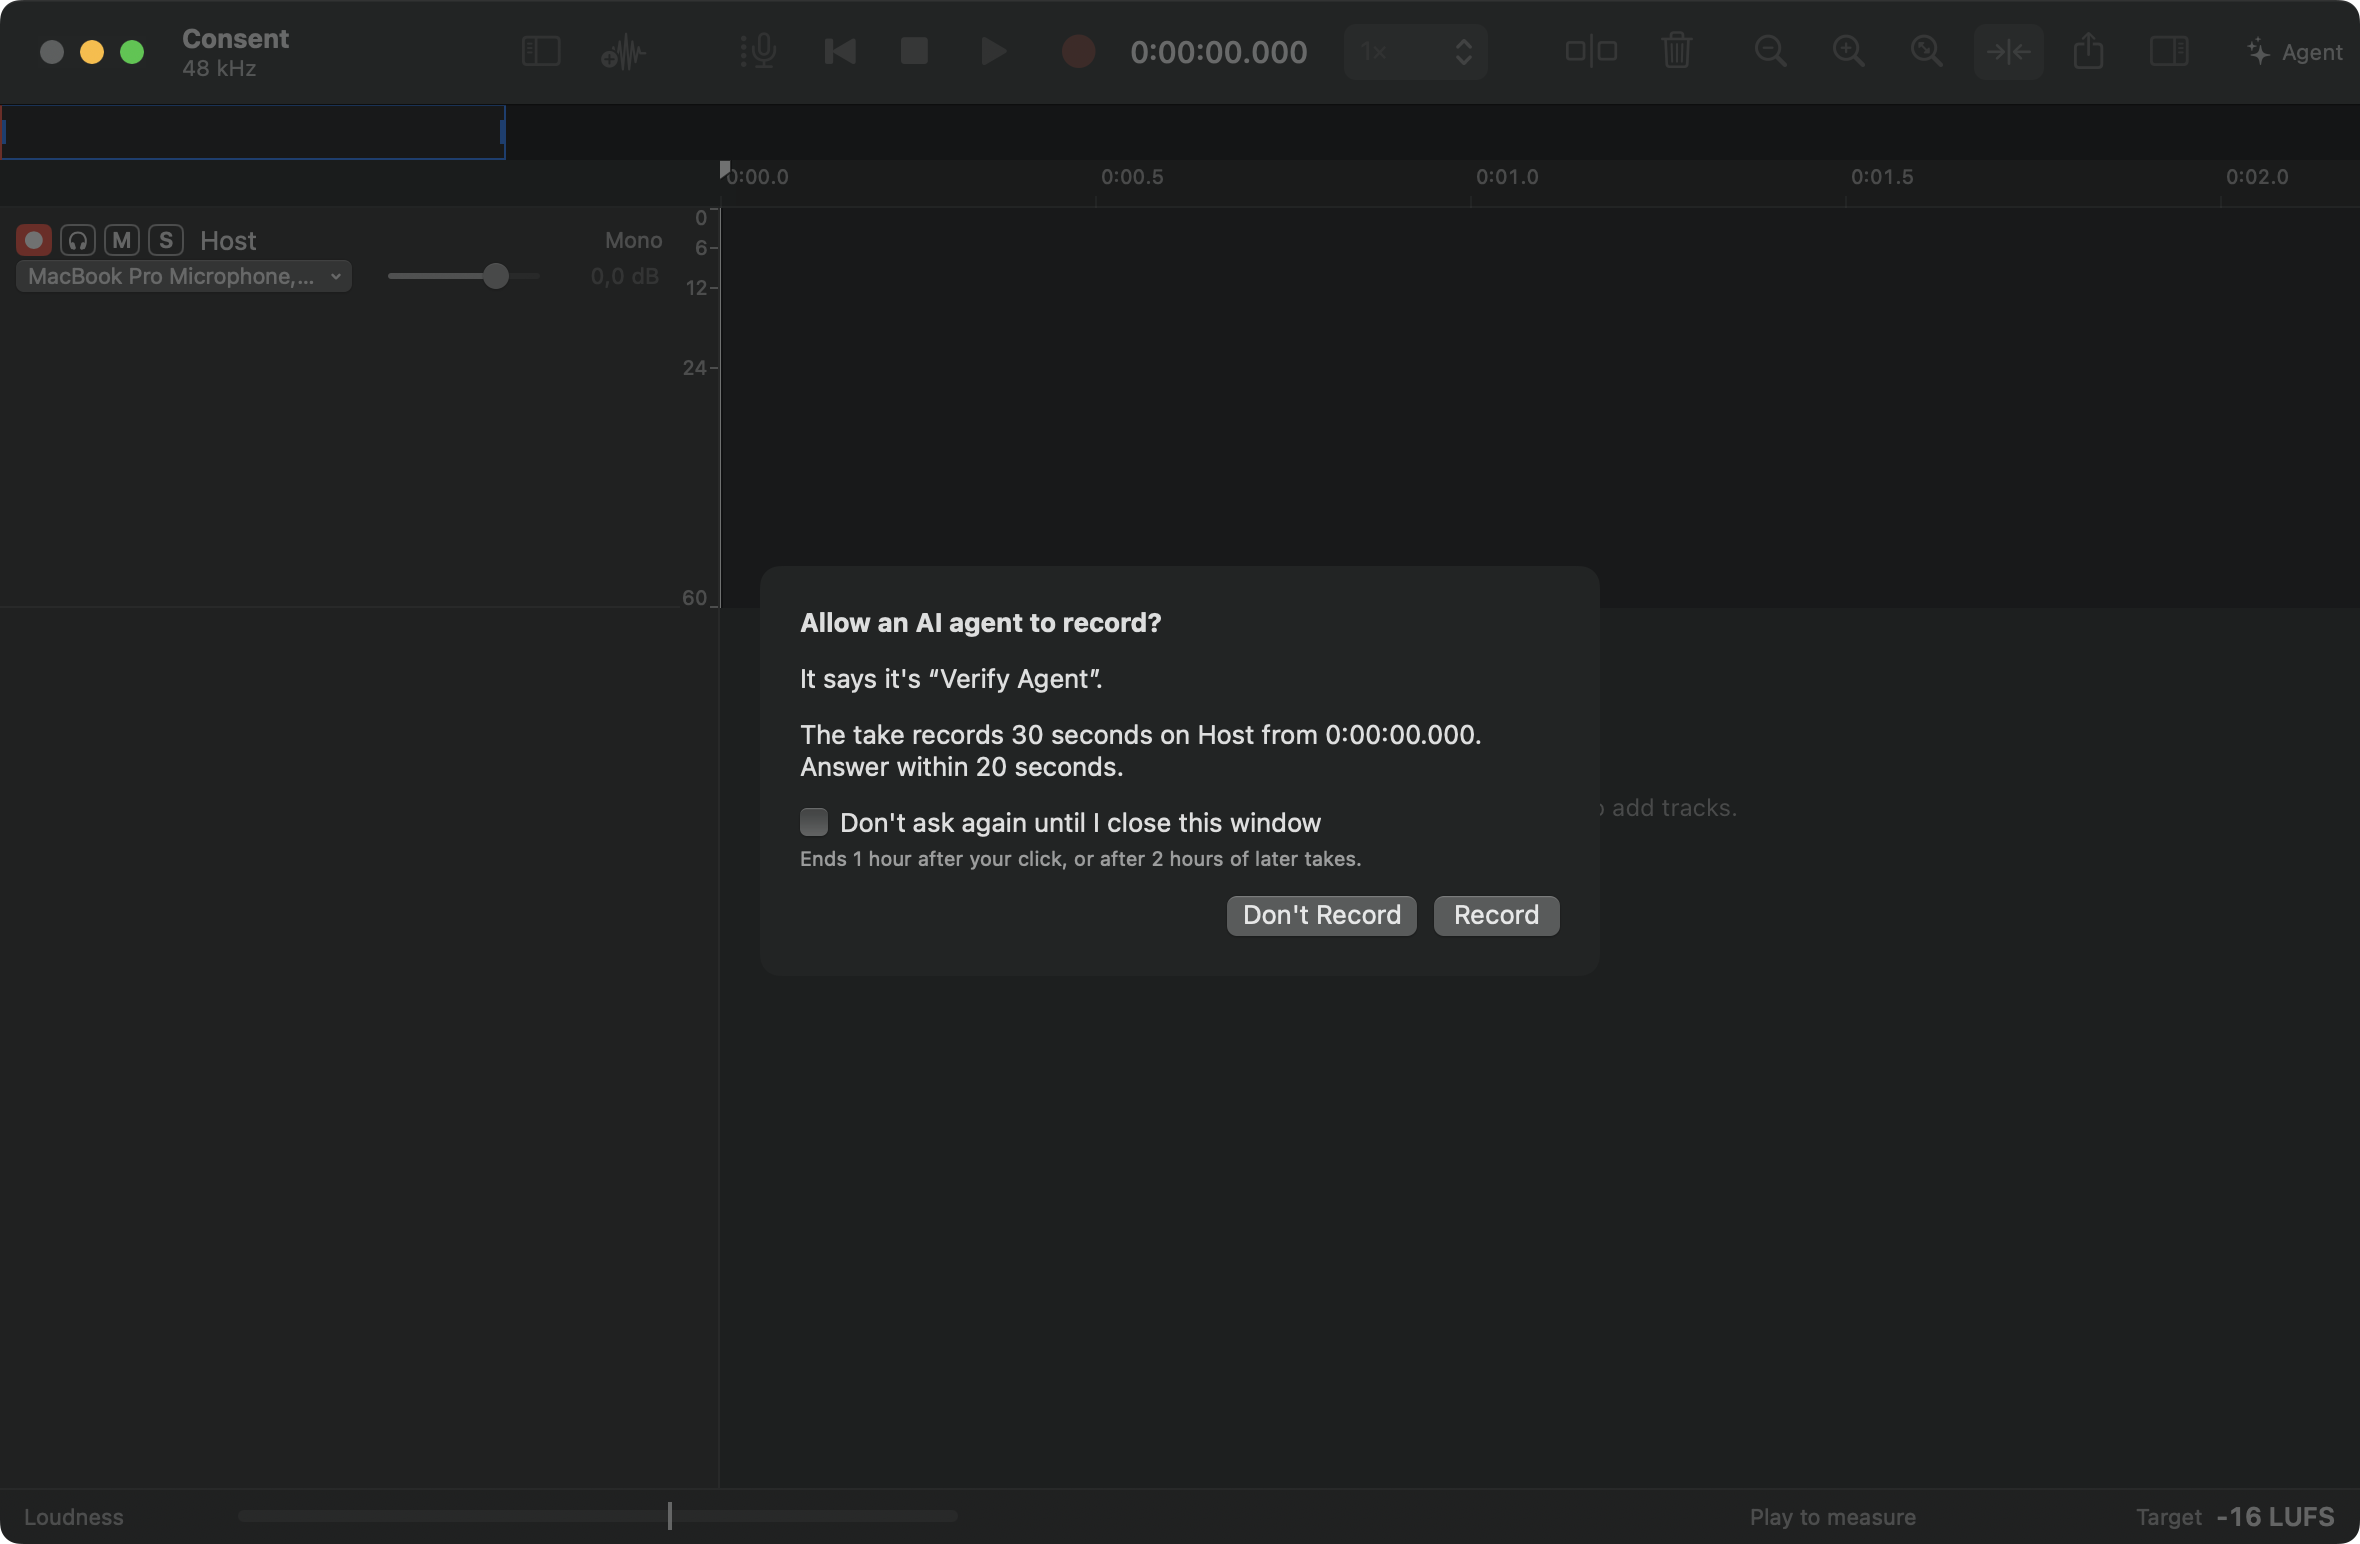 Consent
48 kHz
0:00:00.000
1×
Agent
0:00.0
0:00.5
0:01.0
0:01.5
0:02.0
M
S
Host
Mono
MacBook Pro Microphone,...
0,0 dB
0
6
12
24
60
Allow an AI agent to record?
It says it's “Verify Agent”.
The take records 30 seconds on Host from 0:00:00.000.
Answer within 20 seconds.
Don't ask again until I close this window
Ends 1 hour after your click, or after 2 hours of later takes.
Don't Record
Record
add tracks.
Loudness
Play to measure
Target
-16 LUFS